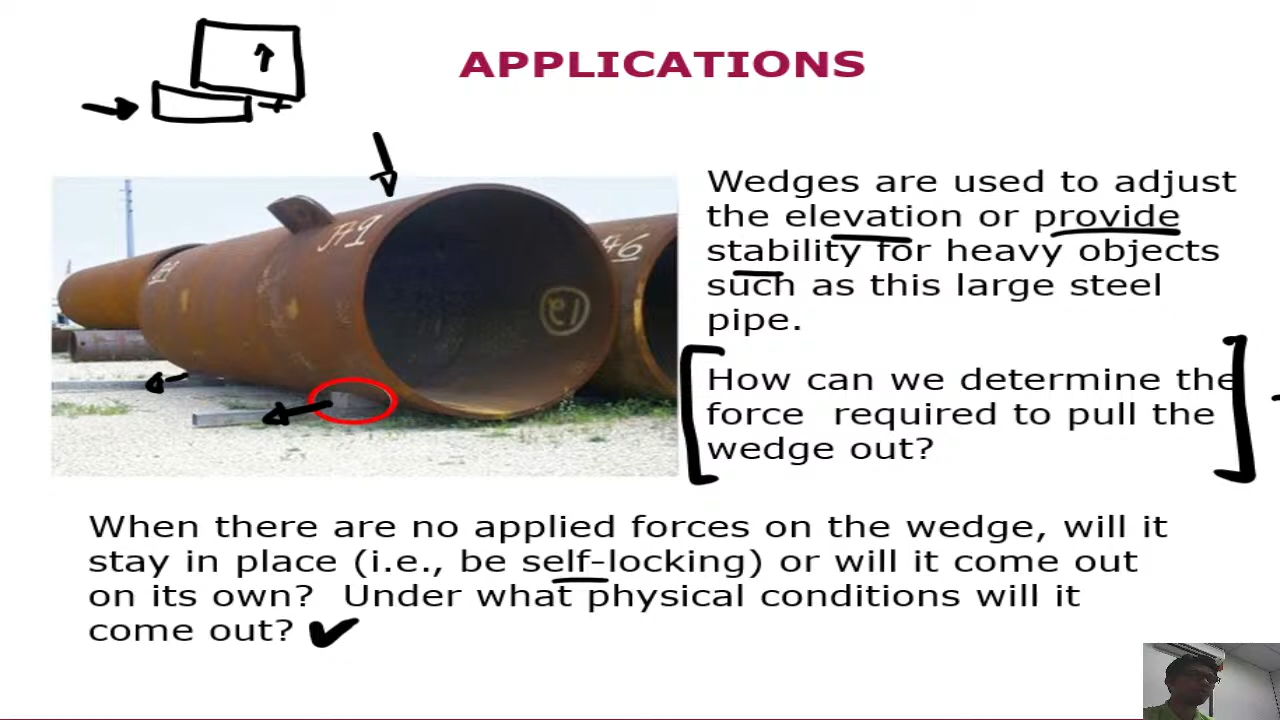 APPLICATIONS
Wedges are used to adjust
the elevation or provide
stability for heavy objects
such as this large steel
pipe.
How can we determine the
force required to pull the
wedge out?
When there are no applied forces on the wedge, will it
stay in place (i.e., be self-locking) or will it come out
on its own? Under what physical conditions will it
come out?